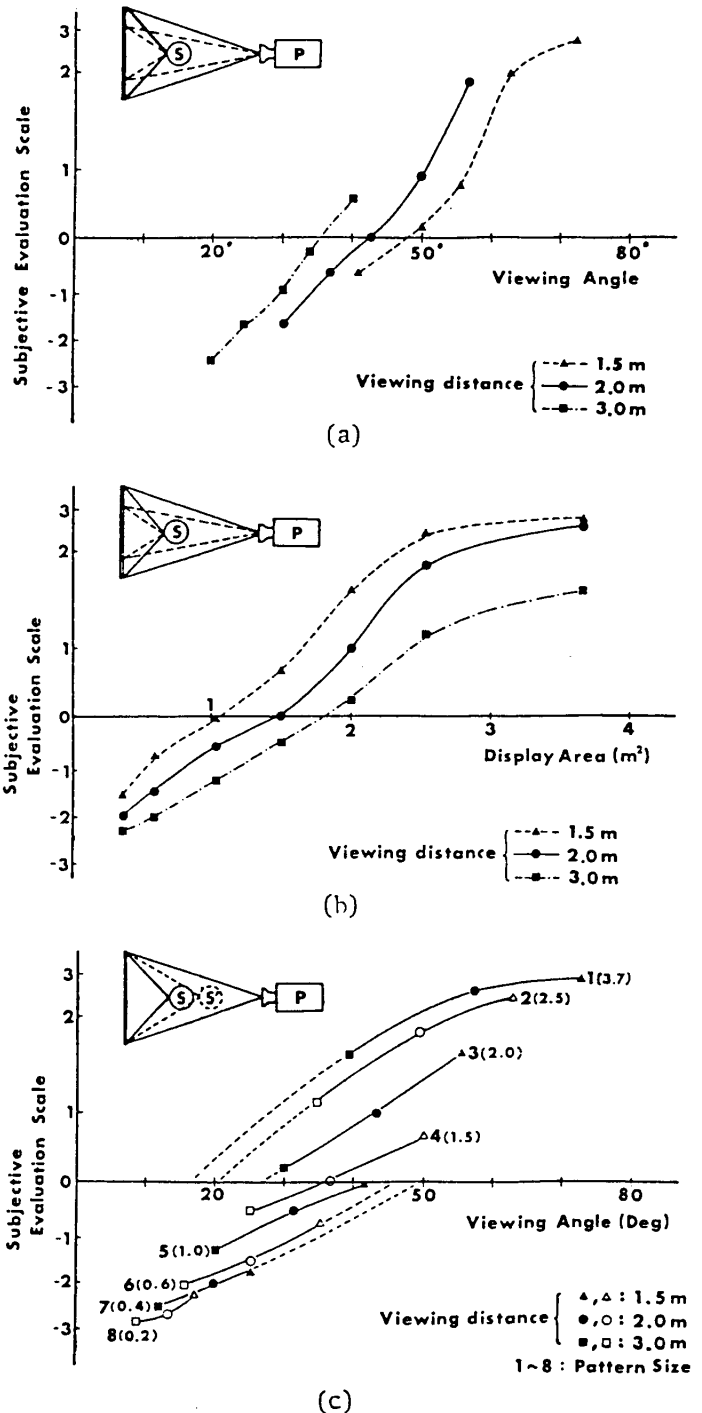 3
2
1
0
-1
-2
-3
Subjective Evaluation Scale
S
P
20°
50°
80°
Viewing Angle
Viewing distance
1.5 m
2.0 m
3.0 m
(a)
3
2
1
0
-1
-2
-3
Subjective
Evaluation Scale
S
P
1
2
3
4
Display Area (m²)
Viewing distance
1.5 m
2.0 m
3.0 m
(b)
3
2
1
0
-1
-2
-3
Subjective
Evaluation Scale
S
S
P
1(3.7)
2(2.5)
3(2.0)
4(1.5)
20
50
80
Viewing Angle (Deg)
5(1.0)
6(0.6)
7(0.4)
8(0.2)
Viewing distance
▲,△: 1.5 m
●,○: 2.0 m
■,□: 3.0 m
1~8 : Pattern Size
(c)